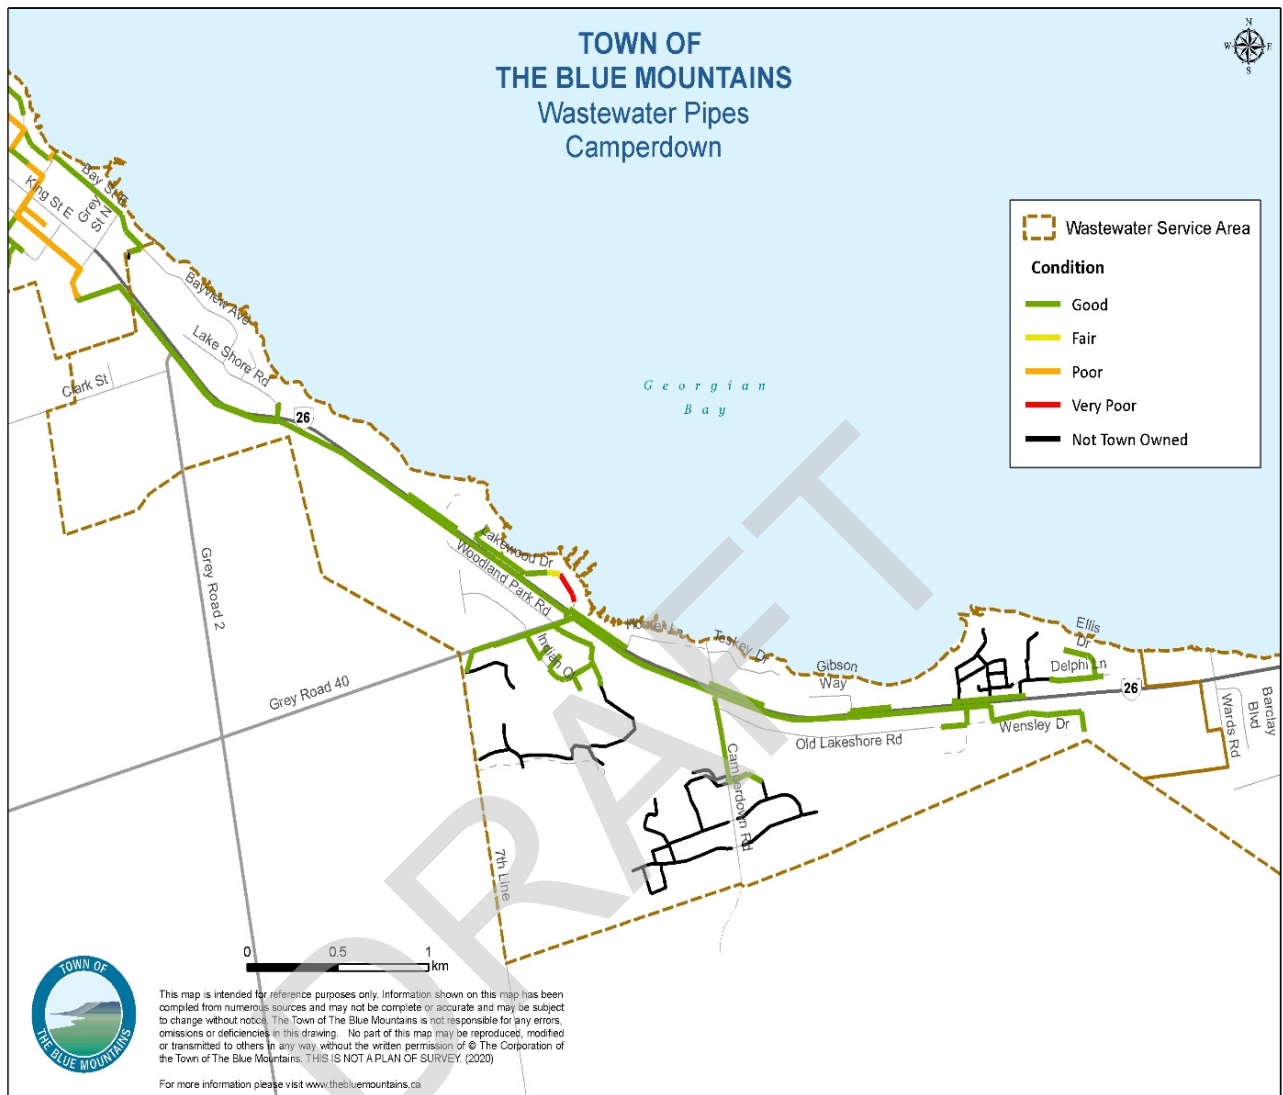 TOWN OF
THE BLUE MOUNTAINS
Wastewater Pipes
Camperdown
N
W E
S
Wastewater Service Area
Condition
Good
Fair
Poor
Very Poor
Not Town Owned
Bay St E
King St E
Grey
St N
Bayview Ave
Lake Shore Rd
Clark St
26
Georgian
Bay
Grey Road 2
Lakewood Dr
Woodland Park Rd
Teskey Dr
Gibson
Way
Ellis
Dr
Delphi Ln
26
Grey Road 40
Old Lakeshore Rd
Wensley Dr
Wards Rd
Barclay
Blvd
Camperdown Rd
7th Line
DRAFT
0 0.5 1
km
TOWN OF
THE BLUE MOUNTAINS
This map is intended for reference purposes only. Information shown on this map has been
compiled from numerous sources and may not be complete or accurate and may be subject
to change without notice. The Town of The Blue Mountains is not responsible for any errors,
omissions or deficiencies in this drawing. No part of this map may be reproduced, modified
or transmitted to others in any way without the written permission of © The Corporation of
the Town of The Blue Mountains. THIS IS NOT A PLAN OF SURVEY. (2020)
For more information please visit www.thebluemountains.ca